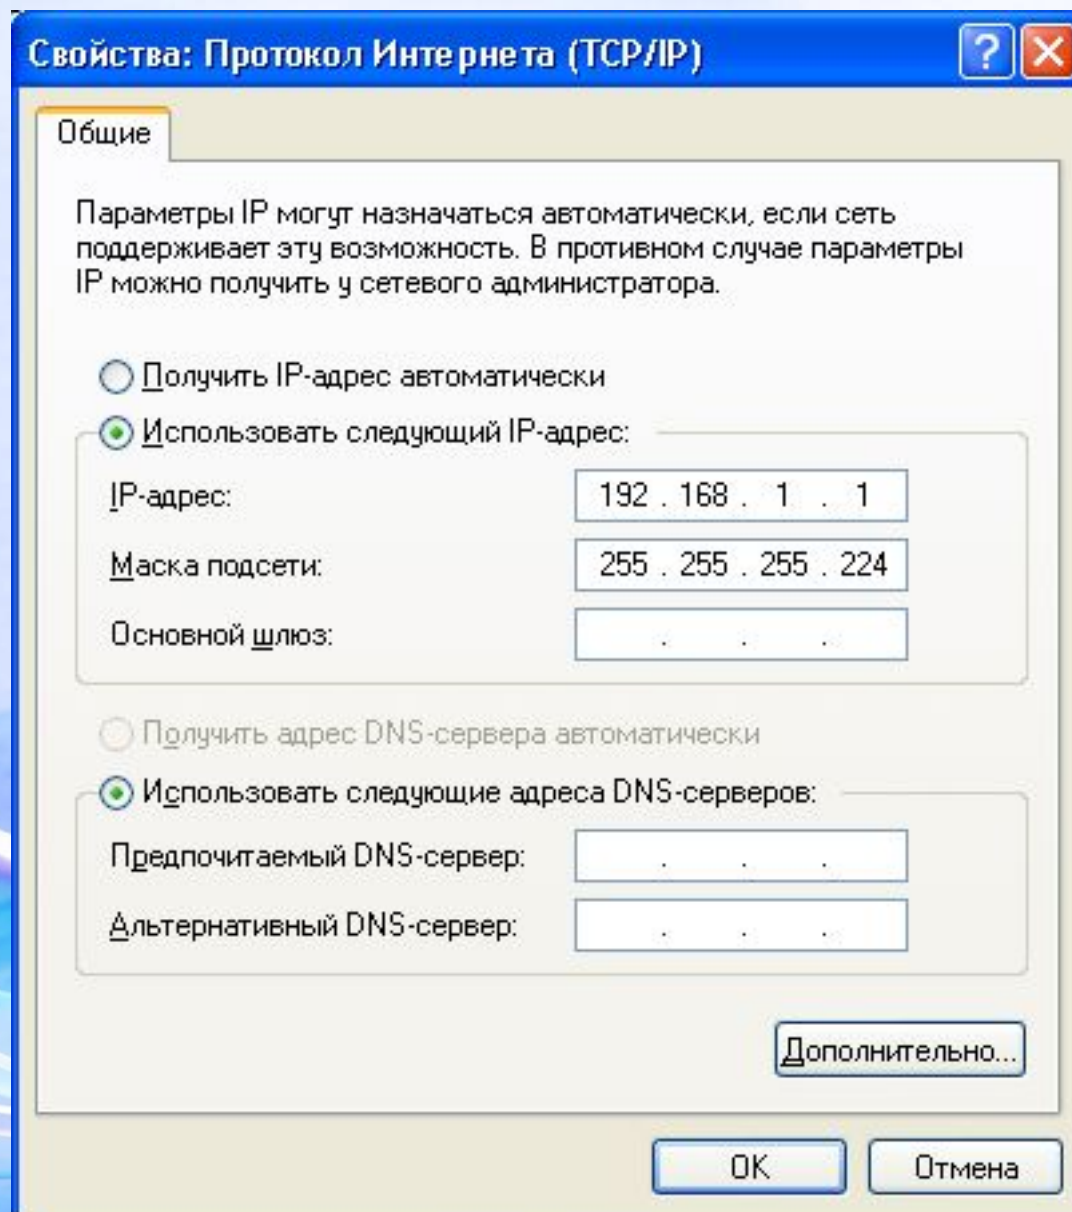 Свойства: Протокол Интернета (TCP/IP)
Общие
Параметры IP могут назначаться автоматически, если сеть
поддерживает эту возможность. В противном случае параметры
IP можно получить у сетевого администратора.
Получить IP-адрес автоматически
Использовать следующий IP-адрес:
IP-адрес: 192 . 168 . 1 . 1
Маска подсети: 255 . 255 . 255 . 224
Основной шлюз: . . .
Получить адрес DNS-сервера автоматически
Использовать следующие адреса DNS-серверов:
Предпочитаемый DNS-сервер: . . .
Альтернативный DNS-сервер: . . .
Дополнительно...
OK Отмена